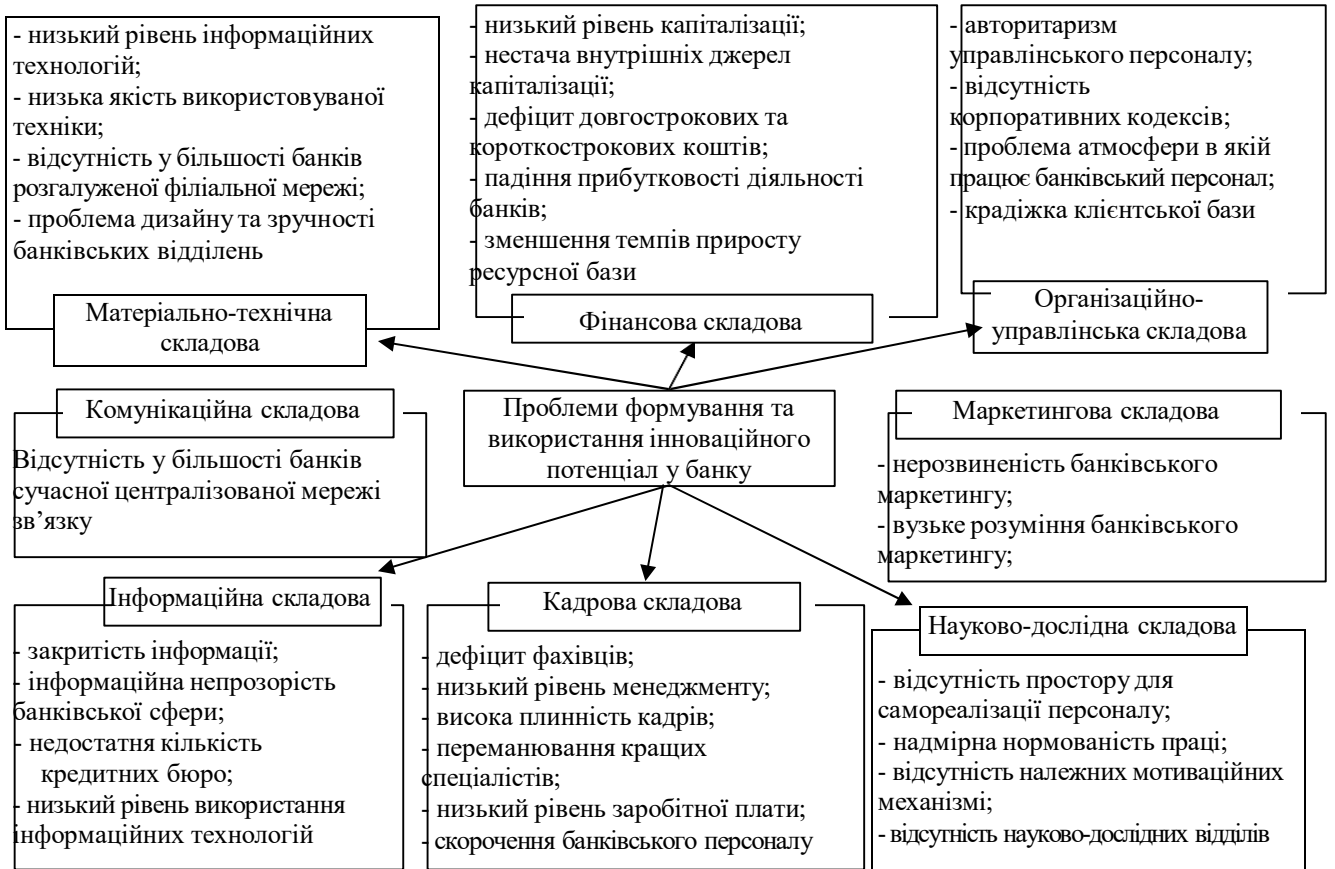 - низький рівень інформаційних
технологій;
- низька якість використовуваної
техніки;
- відсутність у більшості банків
розгалуженої філіальної мережі;
- проблема дизайну та зручності
банківських відділень
Матеріально-технічна
складова
- низький рівень капіталізації;
- нестача внутрішніх джерел
капіталізації;
- дефіцит довгострокових та
короткострокових коштів;
- падіння прибутковості діяльності
банків;
- зменшення темпів приросту
ресурсної бази
Фінансова складова
- авторитаризм
управлінського персоналу;
- відсутність
корпоративних кодексів;
- проблема атмосфери в якій
працює банківський персонал;
- крадіжка клієнтської бази
Організаційно-
управлінська складова
Комунікаційна складова
Відсутність у більшості банків
сучасної централізованої мережі
зв’язку
Проблеми формування та
використання інноваційного
потенціал у банку
Маркетингова складова
- нерозвиненість банківського
маркетингу;
- вузьке розуміння банківського
маркетингу;
Інформаційна складова
- закритість інформації;
- інформаційна непрозорість
банківської сфери;
- недостатня кількість
кредитних бюро;
- низький рівень використання
інформаційних технологій
Кадрова складова
- дефіцит фахівців;
- низький рівень менеджменту;
- висока плинність кадрів;
- переманювання кращих
спеціалістів;
- низький рівень заробітної плати;
- скорочення банківського персоналу
Науково-дослідна складова
- відсутність простору для
самореалізації персоналу;
- надмірна нормованість праці;
- відсутність належних мотиваційних
механізмі;
- відсутність науково-дослідних відділів